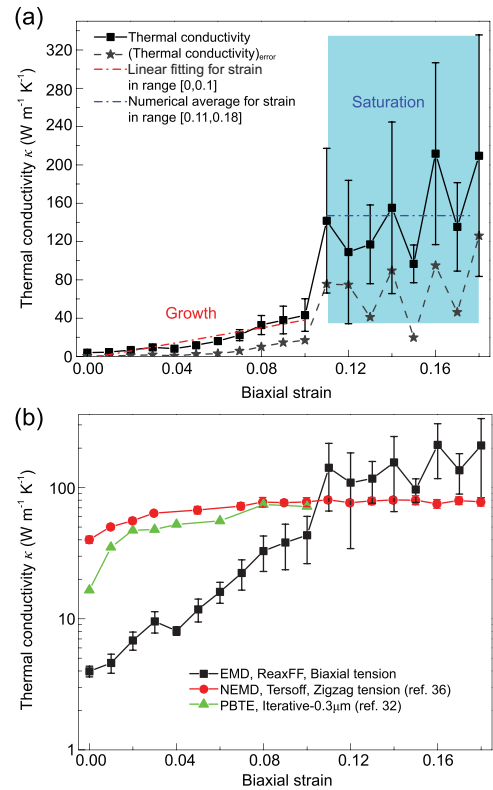 (a)
Thermal conductivity
(Thermal conductivity)error
Linear fitting for strain
in range [0,0.1]
Numerical average for strain
in range [0.11,0.18]
Saturation
Growth
Thermal conductivity κ (W m⁻¹ K⁻¹)
320
280
240
200
160
120
80
40
0
0.00 0.04 0.08 0.12 0.16
Biaxial strain
(b)
Thermal conductivity κ (W m⁻¹ K⁻¹)
100
10
1
EMD, ReaxFF, Biaxial tension
NEMD, Tersoff, Zigzag tension (ref. 36)
PBTE, Iterative-0.3μm (ref. 32)
0.00 0.04 0.08 0.12 0.16
Biaxial strain